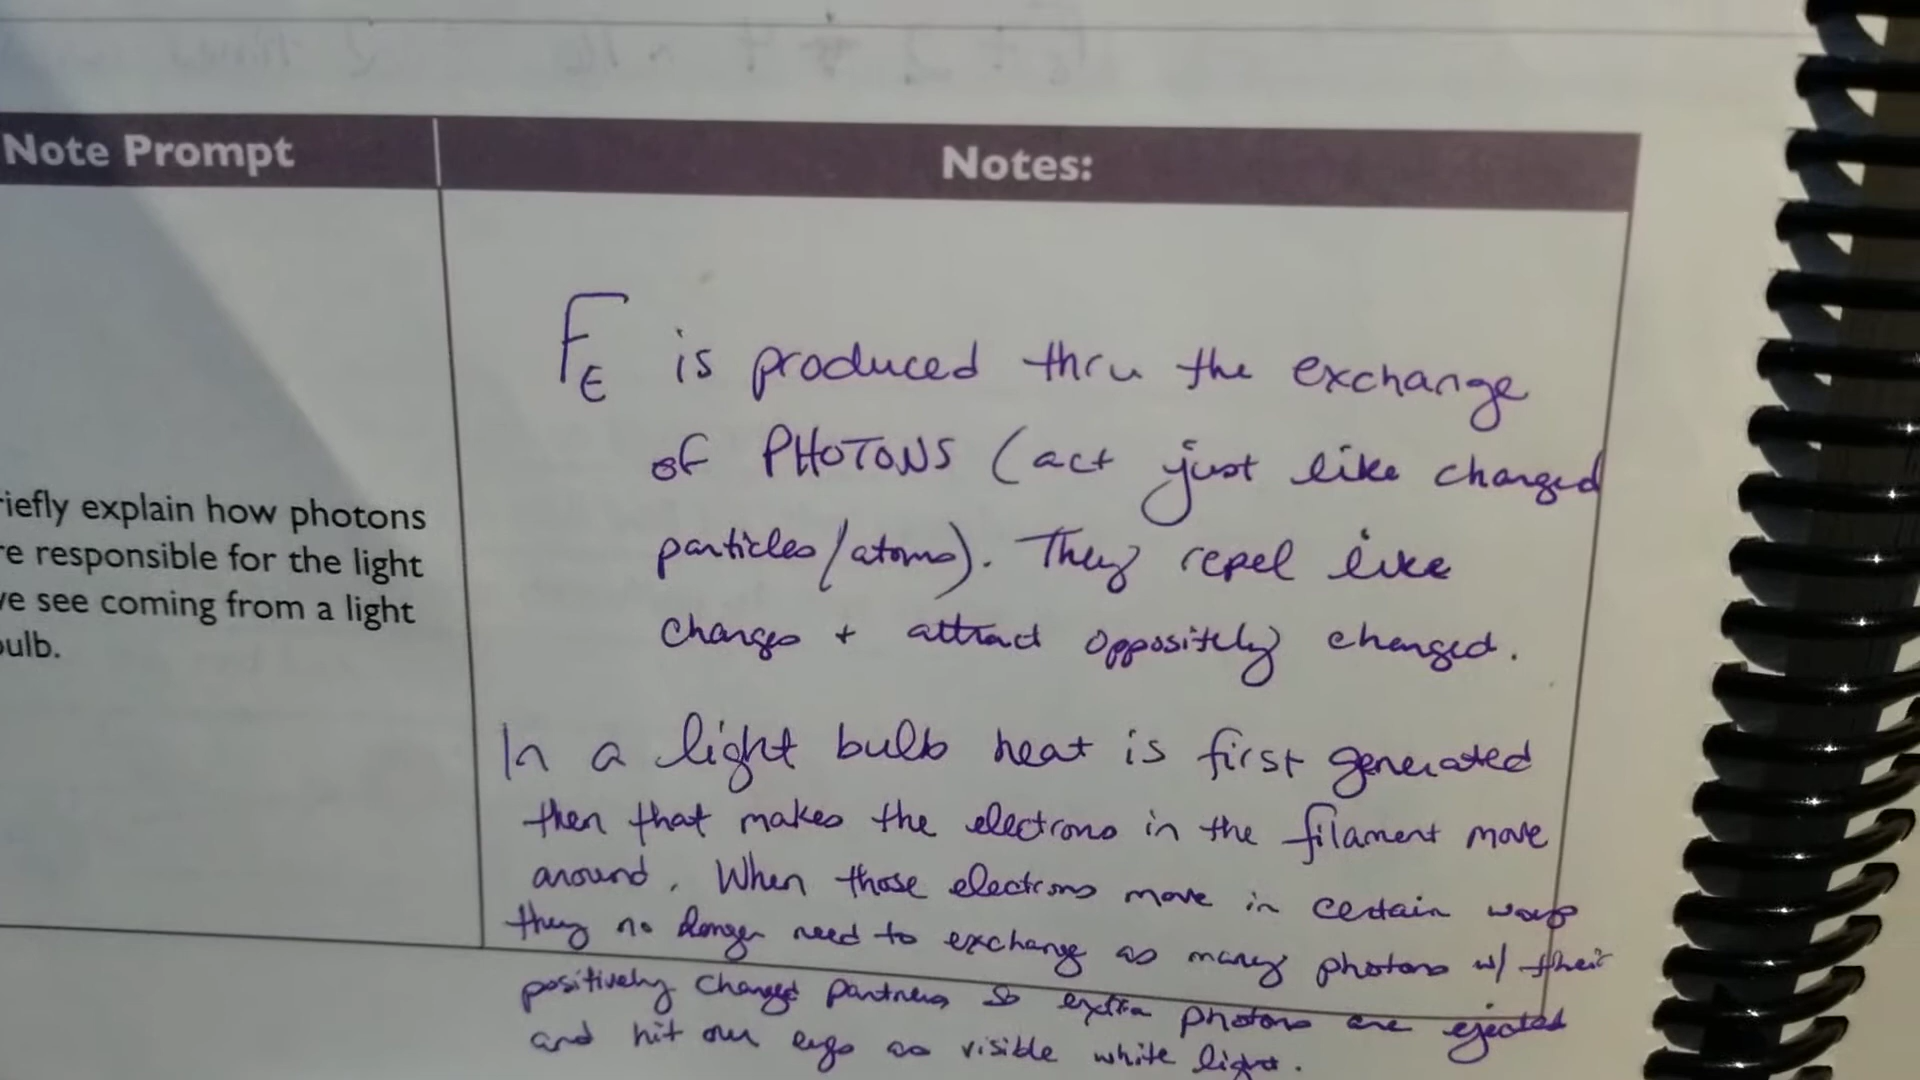 Note Prompt
Notes:
riefly explain how photons
re responsible for the light
ve see coming from a light
oulb.
FE is produced thru the exchange
of PHOTONS (act just like charged
particles/atoms). They repel like
charges + attract oppositely charged.
In a light bulb heat is first generated
then that makes the electrons in the filament move
around. When those electrons move in certain ways
they no longer need to exchange as many photons w/ their
positively charged partners so extra photons are ejected
and hit our eyes as visible white light.